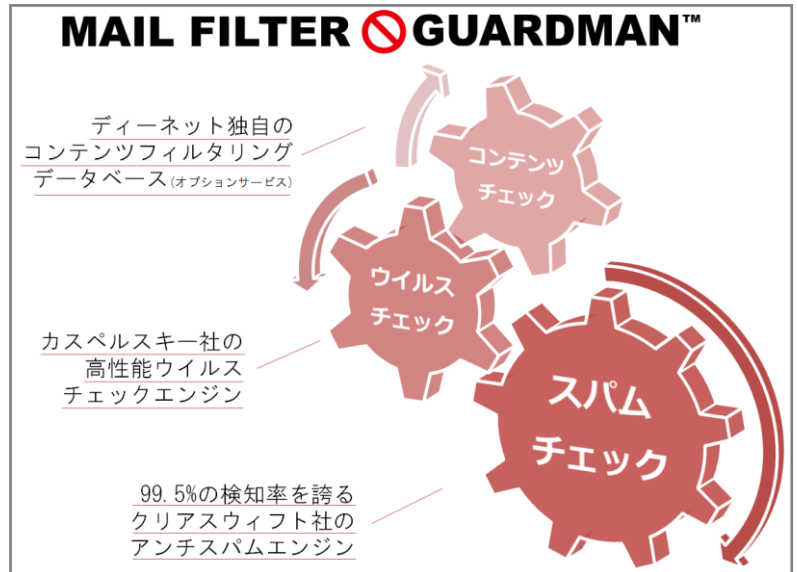 MAIL FILTER GUARDMAN™
ディーネット独自の
コンテンツフィルタリング
データベース(オプションサービス)
コンテンツ
チェック
ウイルス
チェック
カスペルスキー社の
高性能ウイルス
チェックエンジン
スパム
チェック
99.5%の検知率を誇る
クリアスウィフト社の
アンチスパムエンジン